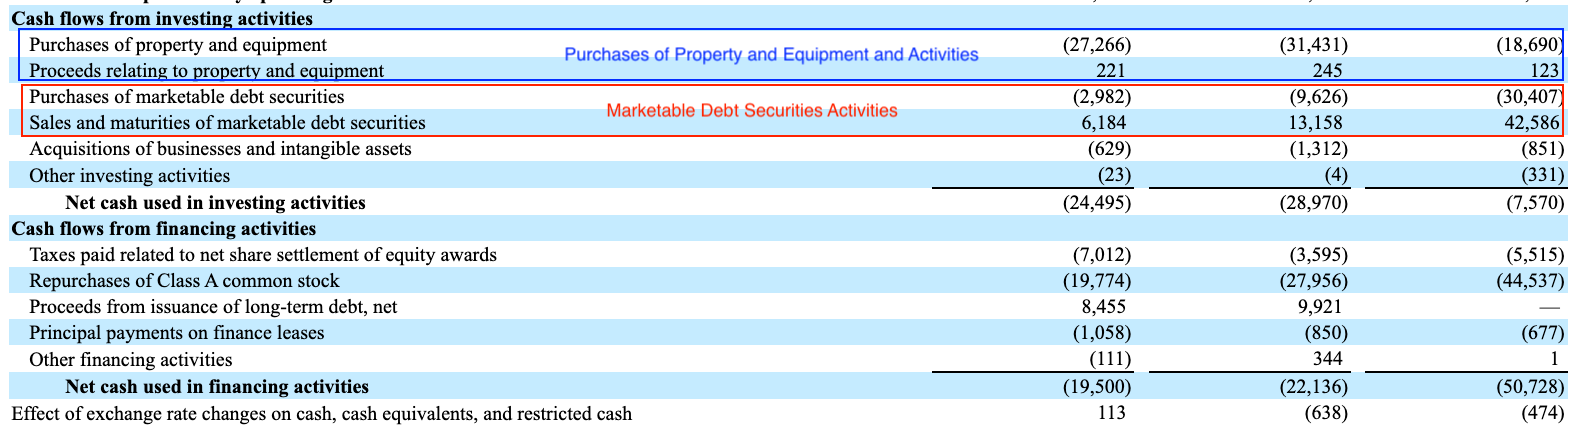 Cash flows from investing activities
Purchases of property and equipment (27,266) (31,431) (18,690)
Purchases of Property and Equipment and Activities
Proceeds relating to property and equipment 221 245 123
Purchases of marketable debt securities (2,982) (9,626) (30,407)
Marketable Debt Securities Activities
Sales and maturities of marketable debt securities 6,184 13,158 42,586
Acquisitions of businesses and intangible assets (629) (1,312) (851)
Other investing activities (23) (4) (331)
Net cash used in investing activities (24,495) (28,970) (7,570)
Cash flows from financing activities
Taxes paid related to net share settlement of equity awards (7,012) (3,595) (5,515)
Repurchases of Class A common stock (19,774) (27,956) (44,537)
Proceeds from issuance of long-term debt, net 8,455 9,921 —
Principal payments on finance leases (1,058) (850) (677)
Other financing activities (111) 344 1
Net cash used in financing activities (19,500) (22,136) (50,728)
Effect of exchange rate changes on cash, cash equivalents, and restricted cash 113 (638) (474)